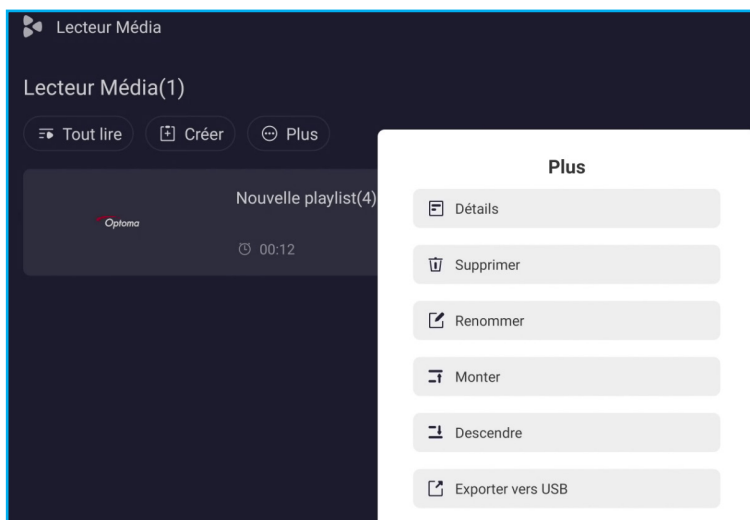 Lecteur Média
Lecteur Média(1)
Tout lire
Créer
Plus
Nouvelle playlist(4)
Optoma
00:12
Plus
Détails
Supprimer
Renommer
Monter
Descendre
Exporter vers USB